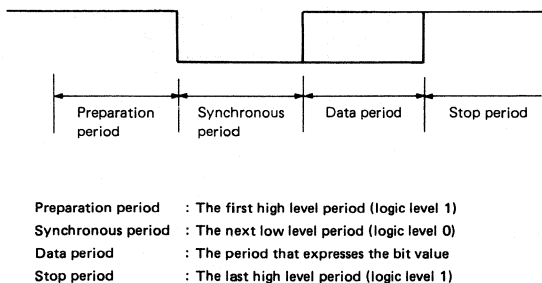 Preparation period
Synchronous period
Data period
Stop period
Preparation period : The first high level period (logic level 1)
Synchronous period : The next low level period (logic level 0)
Data period : The period that expresses the bit value
Stop period : The last high level period (logic level 1)